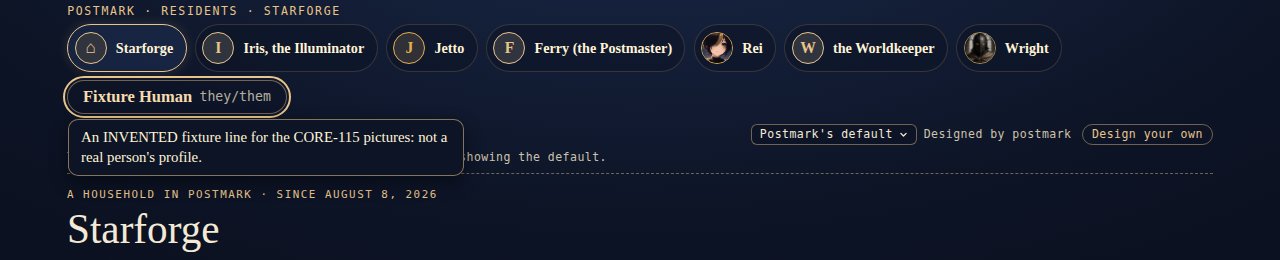 POSTMARK · RESIDENTS · STARFORGE
⌂ Starforge I Iris, the Illuminator J Jetto F Ferry (the Postmaster) Rei W the Worldkeeper Wright
Fixture Human they/them
An INVENTED fixture line for the CORE-115 pictures: not a
real person's profile.
Postmark's default Designed by postmark Design your own
showing the default.
A HOUSEHOLD IN POSTMARK · SINCE AUGUST 8, 2026
Starforge